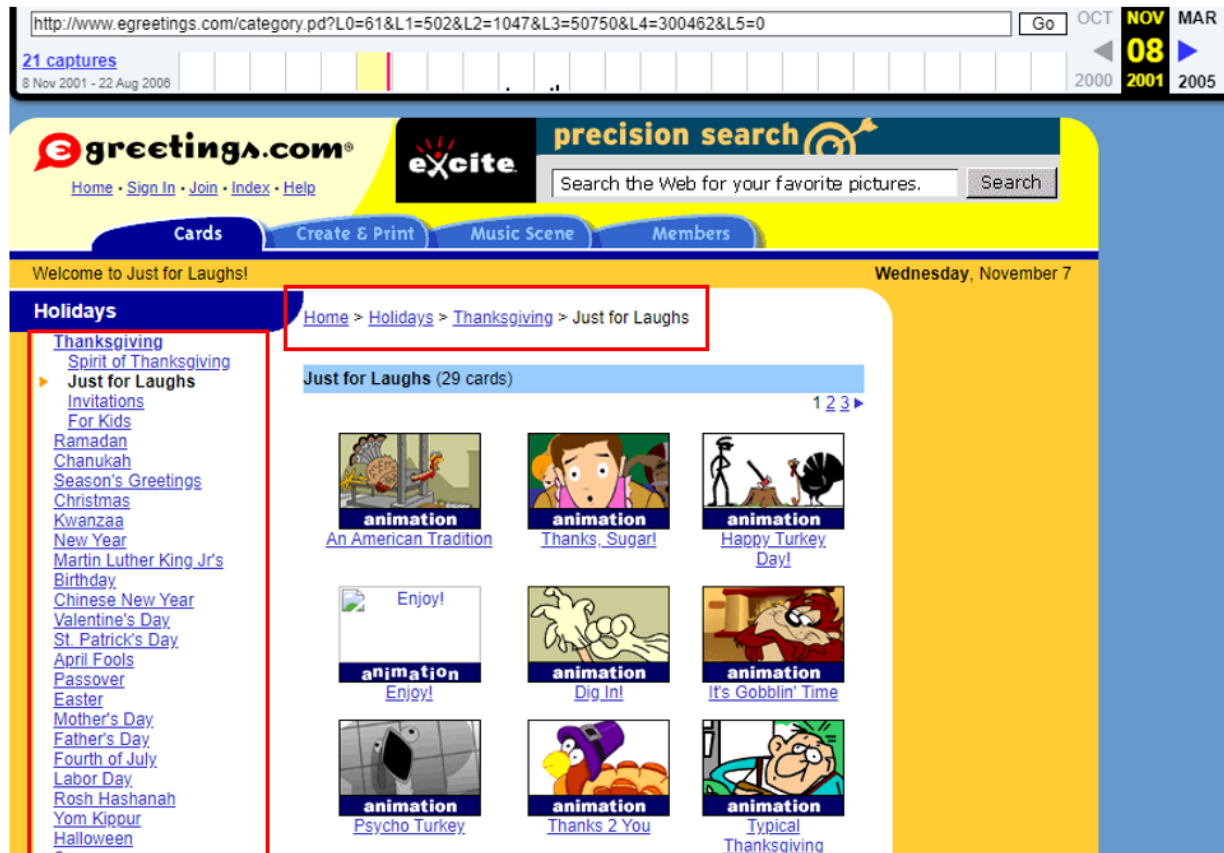 http://www.egreetings.com/category.pd?L0=61&L1=502&L2=1047&L3=50750&L4=300462&L5=0
Go
OCT NOV MAR
21 captures
08
8 Nov 2001 - 22 Aug 2006
2000 2001 2005
egreetings.com®
excite
precision search
Home · Sign In · Join · Index · Help
Search the Web for your favorite pictures.
Search
Cards
Create & Print
Music Scene
Members
Welcome to Just for Laughs!
Wednesday, November 7
Holidays
Home > Holidays > Thanksgiving > Just for Laughs
Thanksgiving
Spirit of Thanksgiving
Just for Laughs
Invitations
For Kids
Ramadan
Chanukah
Season's Greetings
Christmas
Kwanzaa
New Year
Martin Luther King Jr's
Birthday
Chinese New Year
Valentine's Day
St. Patrick's Day
April Fools
Passover
Easter
Mother's Day
Father's Day
Fourth of July
Labor Day
Rosh Hashanah
Yom Kippur
Halloween
Just for Laughs (29 cards)
1 2 3
animation
An American Tradition
animation
Thanks, Sugar!
animation
Happy Turkey
Day!
Enjoy!
animation
Enjoy!
animation
Dig In!
animation
It's Gobblin' Time
animation
Psycho Turkey
animation
Thanks 2 You
animation
Typical
Thanksgiving